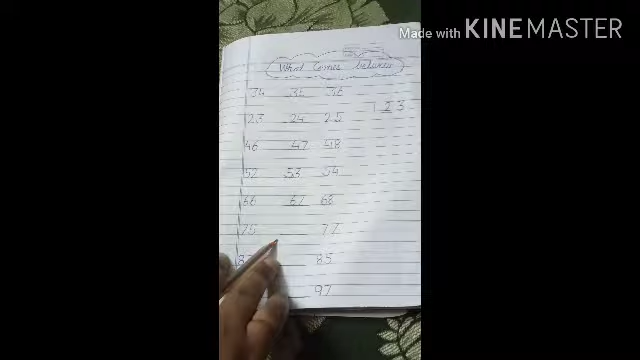 Made with KINEMASTER
What Comes between
34 35 36
1 2 3
23 24 25
46 47 48
52 53 54
66 67 68
75 77
85
97